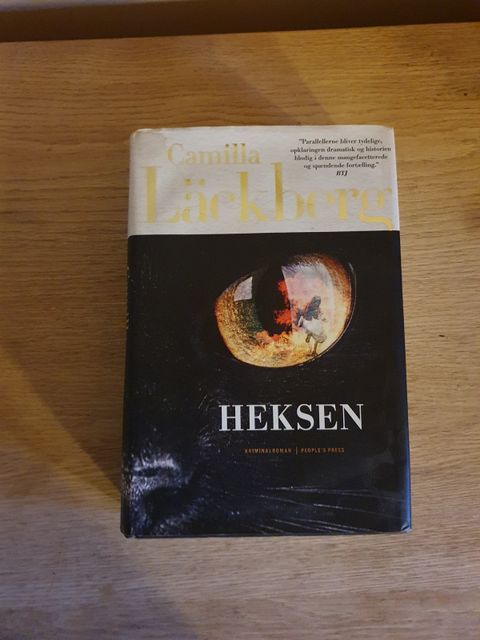 Camilla
Läckberg
"Parallellerne bliver tydelige,
opklaringen dramatisk og historien
blodig i denne mangefacetterede
og spændende fortælling."
BTJ
HEKSEN
KRIMINALROMAN | PEOPLE'S PRESS